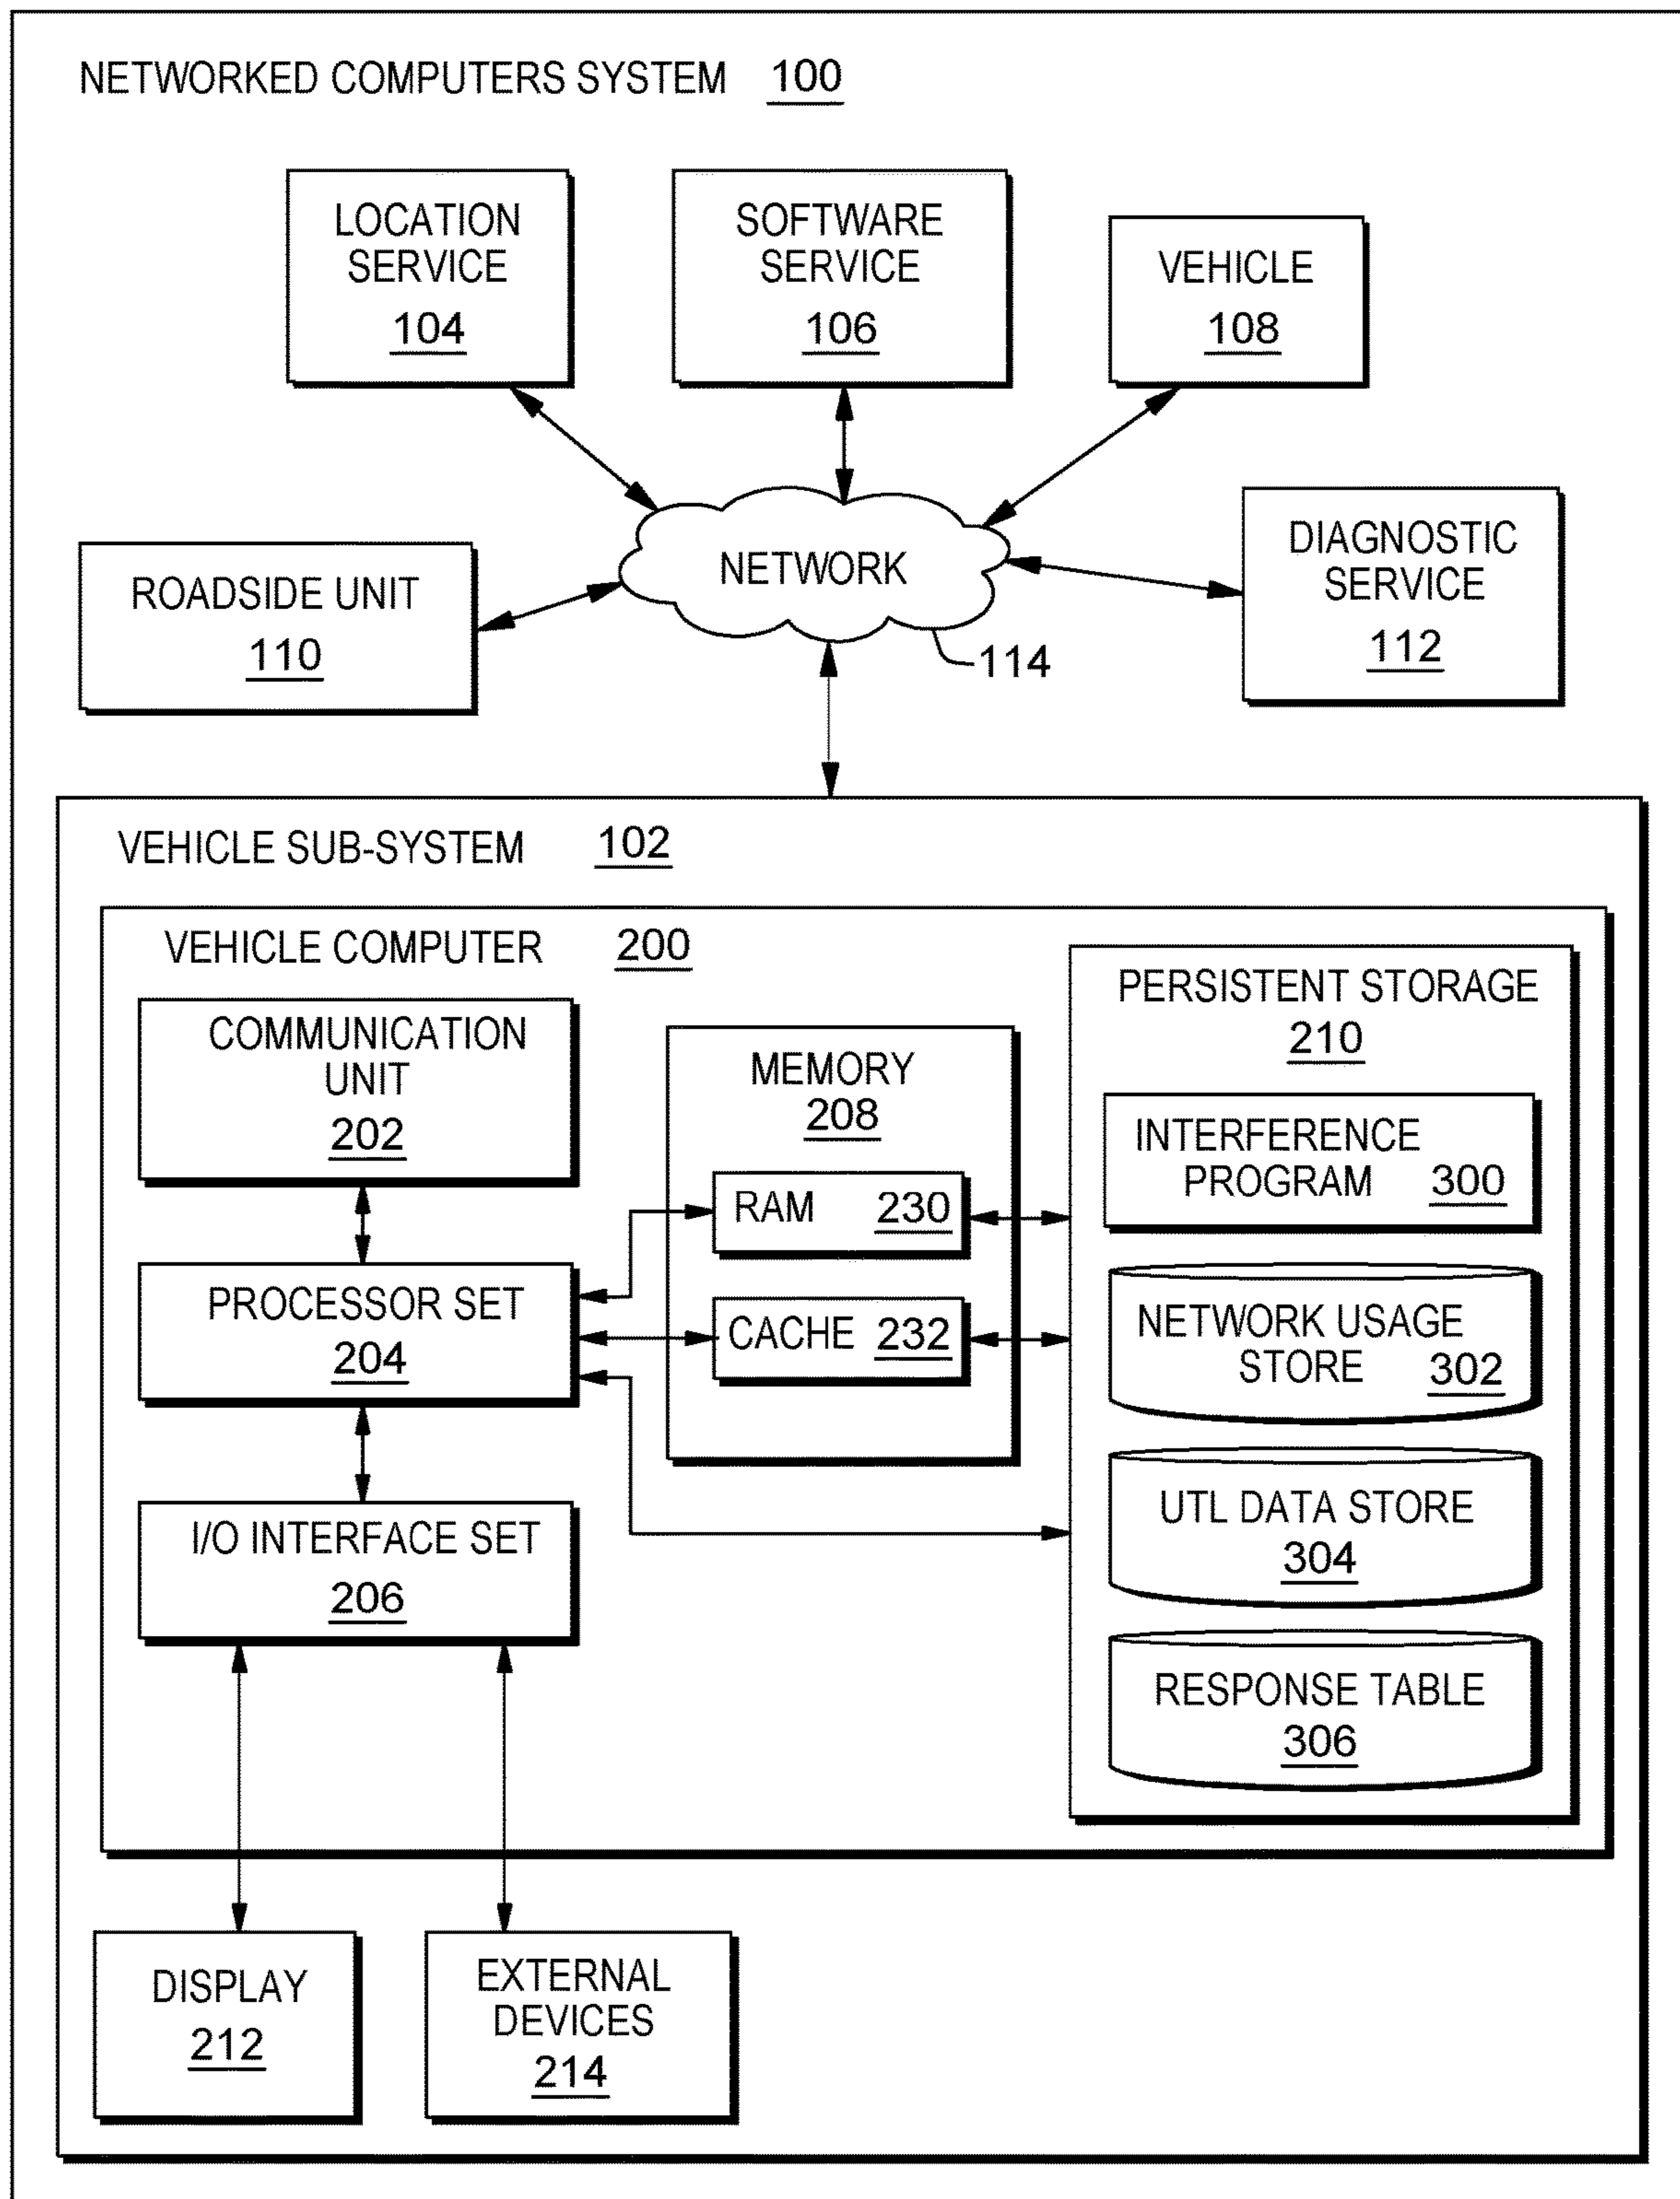 NETWORKED COMPUTERS SYSTEM 100
LOCATION
SERVICE
104
SOFTWARE
SERVICE
106
VEHICLE
108
ROADSIDE UNIT
110
NETWORK
114
DIAGNOSTIC
SERVICE
112
VEHICLE SUB-SYSTEM 102
VEHICLE COMPUTER 200
COMMUNICATION
UNIT
202
PROCESSOR SET
204
I/O INTERFACE SET
206
MEMORY
208
RAM 230
CACHE 232
PERSISTENT STORAGE
210
INTERFERENCE
PROGRAM 300
NETWORK USAGE
STORE 302
UTL DATA STORE
304
RESPONSE TABLE
306
DISPLAY
212
EXTERNAL
DEVICES
214